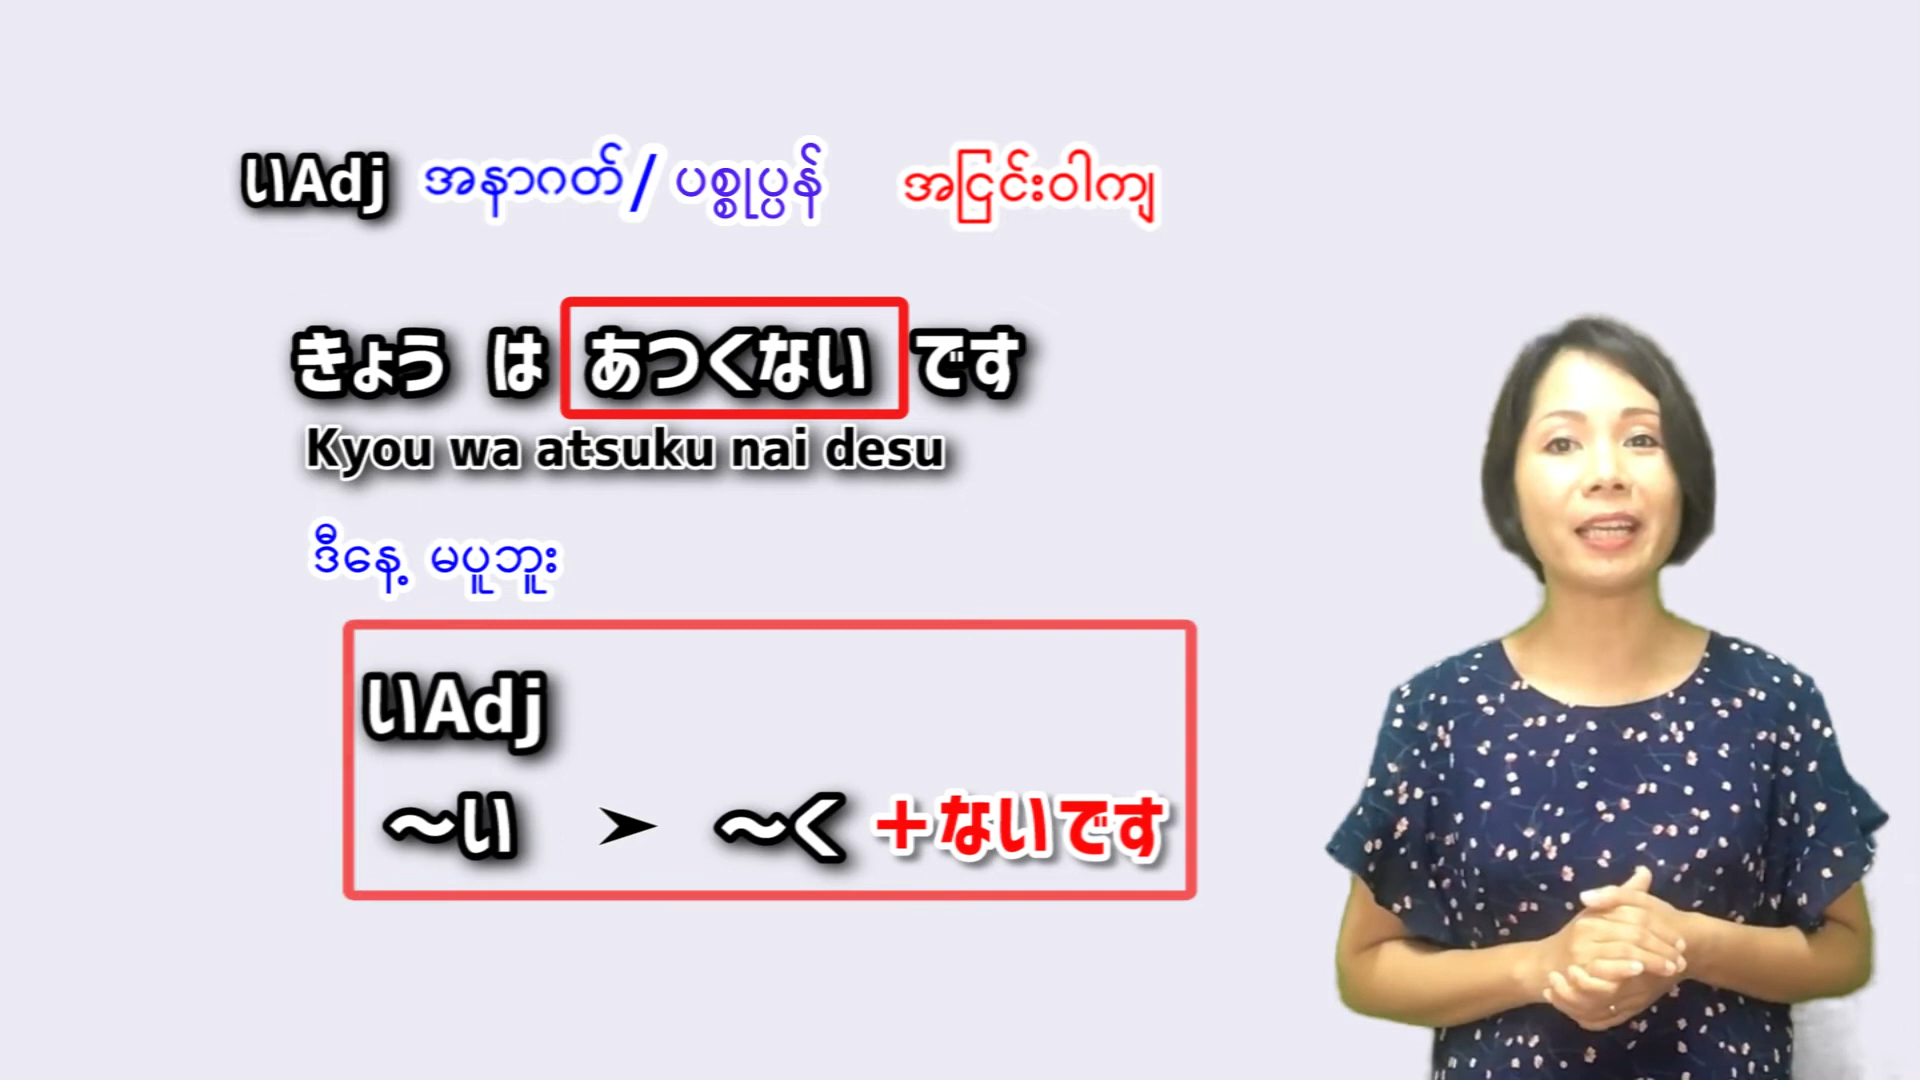 いAdj အနာဂတ်/ပစ္စုပ္ပန် အငြင်းဝါကျ
きょう は あつくない です
Kyou wa atsuku nai desu
ဒီနေ့ မပူဘူး
いAdj
～い ➤ ～く +ないです